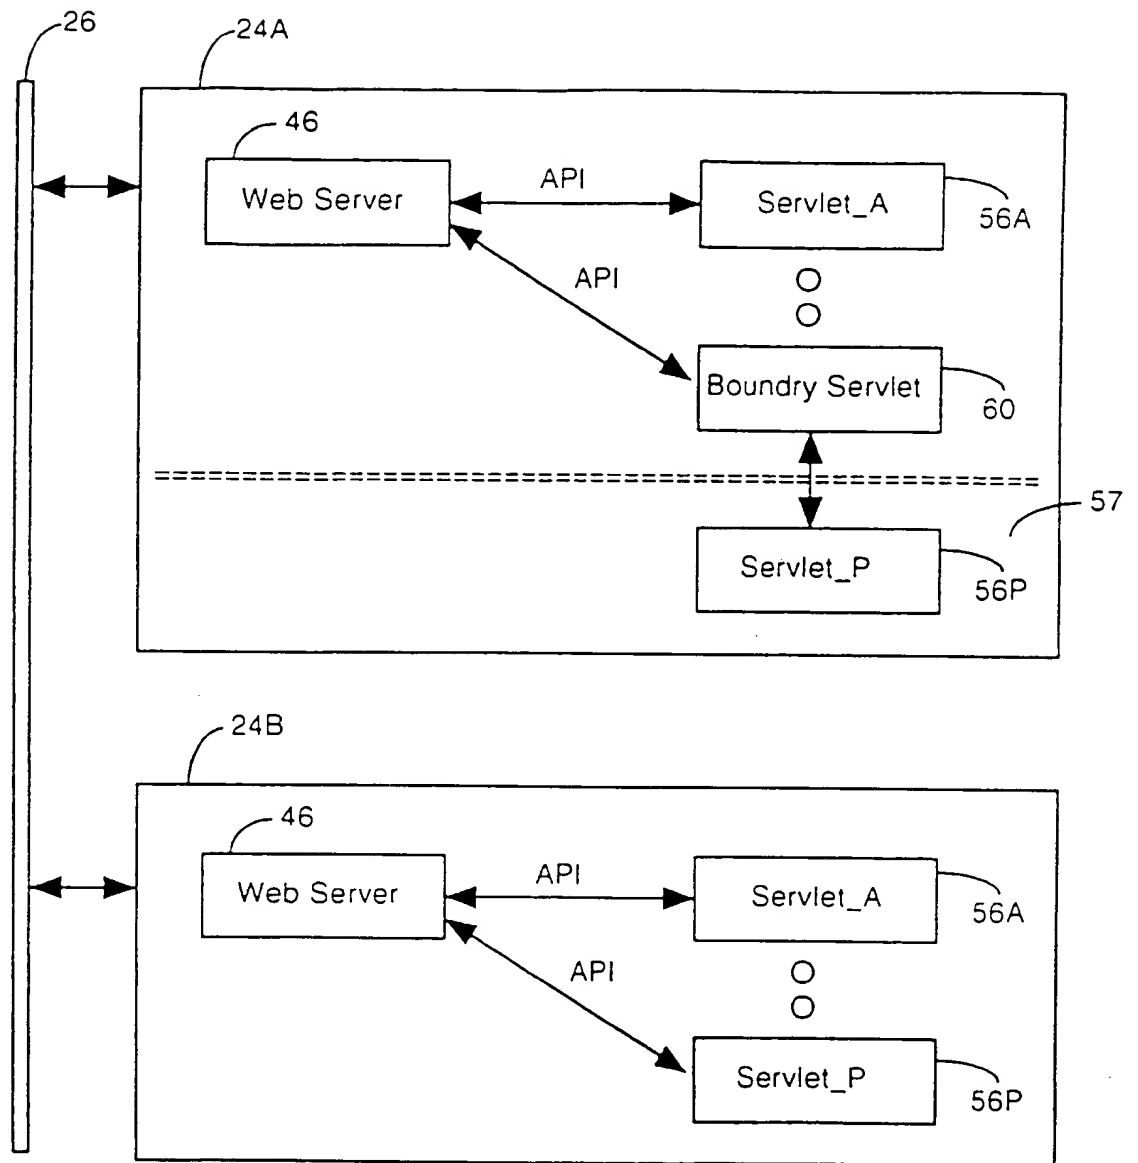 26
24A
46
Web Server
API
Servlet_A
56A
API
Boundry Servlet
60
57
Servlet_P
56P
24B
46
Web Server
API
Servlet_A
56A
API
Servlet_P
56P